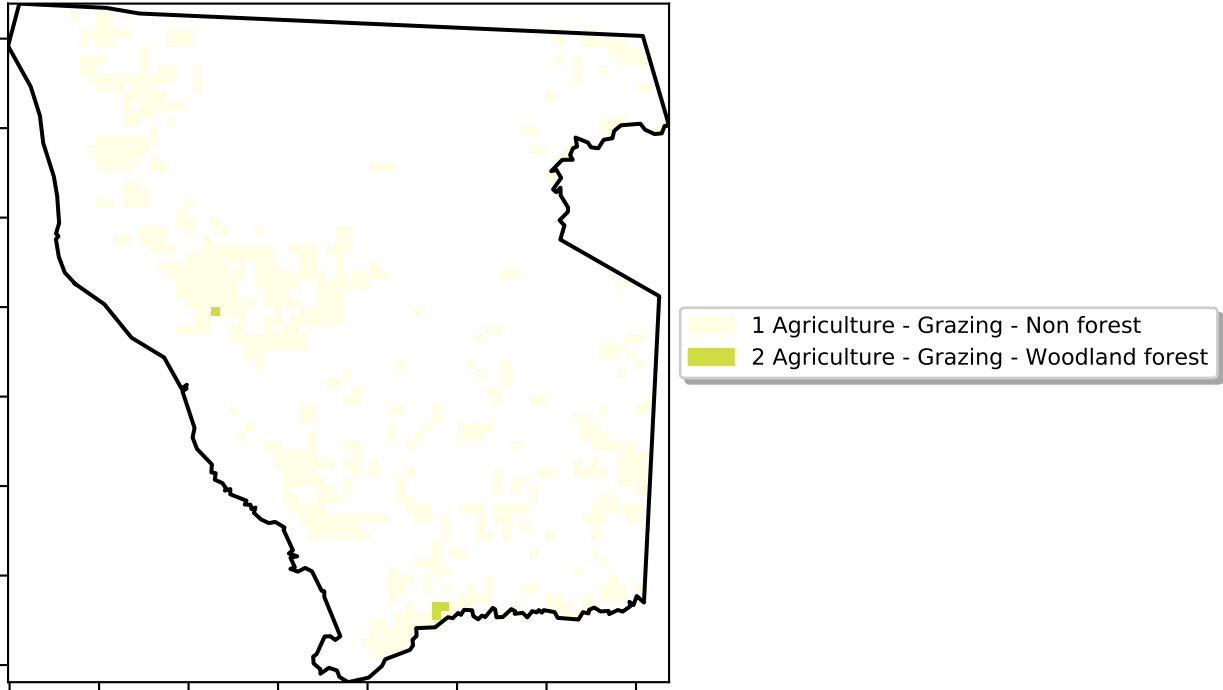 1 Agriculture - Grazing - Non forest
2 Agriculture - Grazing - Woodland forest